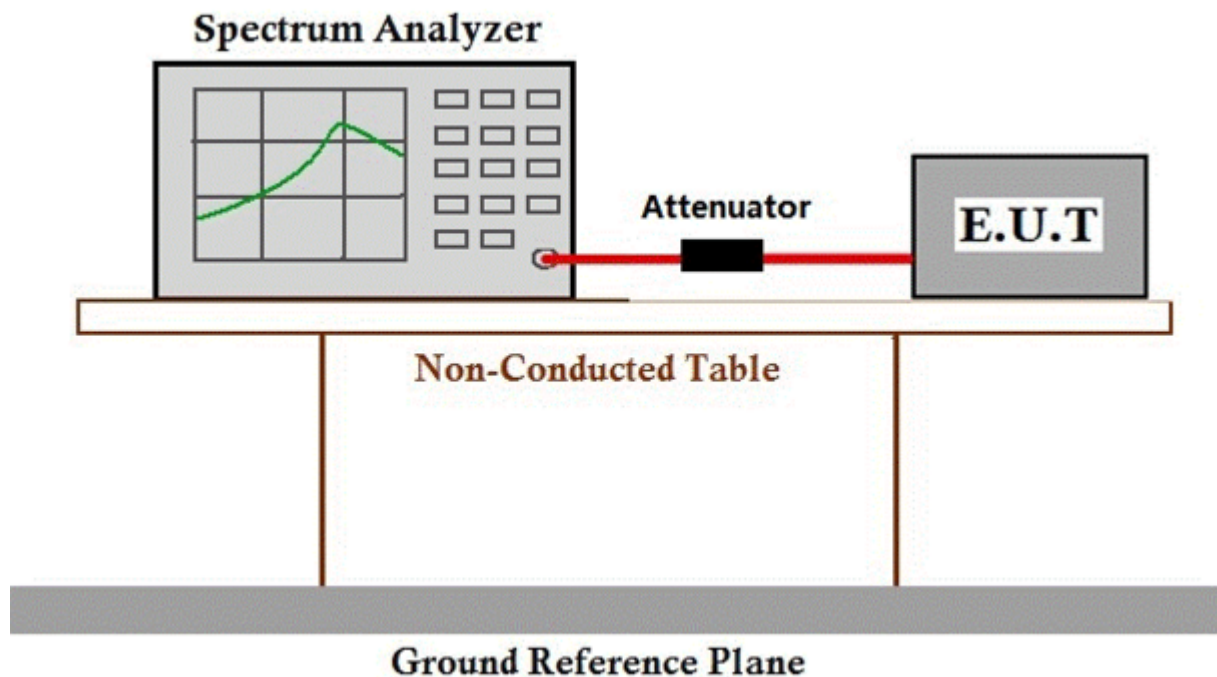 Spectrum Analyzer
Attenuator
E.U.T
Non-Conducted Table
Ground Reference Plane